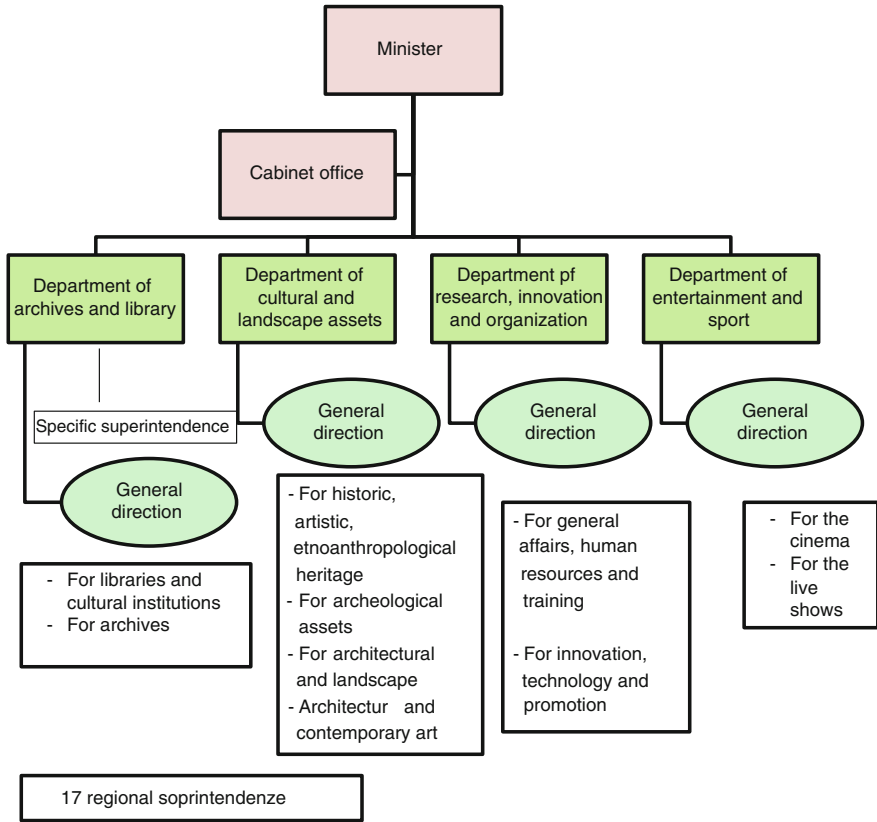 Minister
Cabinet office
Department of
archives and library
Department of
cultural and
landscape assets
Department pf
research, innovation
and organization
Department of
entertainment and
sport
Specific superintendence
General
direction
- For libraries and
cultural institutions
- For archives
General
direction
- For historic,
artistic,
etnoanthropological
heritage
- For archeological
assets
- For architectural
and landscape
- Architectur and
contemporary art
General
direction
- For general
affairs, human
resources and
training
- For innovation,
technology and
promotion
General
direction
- For the
cinema
- For the
live
shows
17 regional soprintendenze